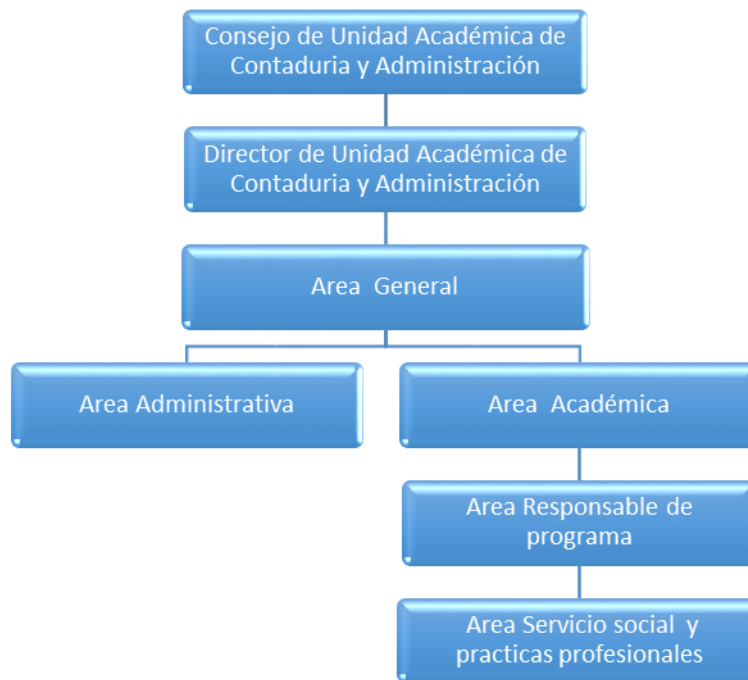 Consejo de Unidad Académica de
Contaduria y Administración
Director de Unidad Académica de
Contaduria y Administración
Area General
Area Administrativa
Area Académica
Area Responsable de
programa
Area Servicio social y
practicas profesionales